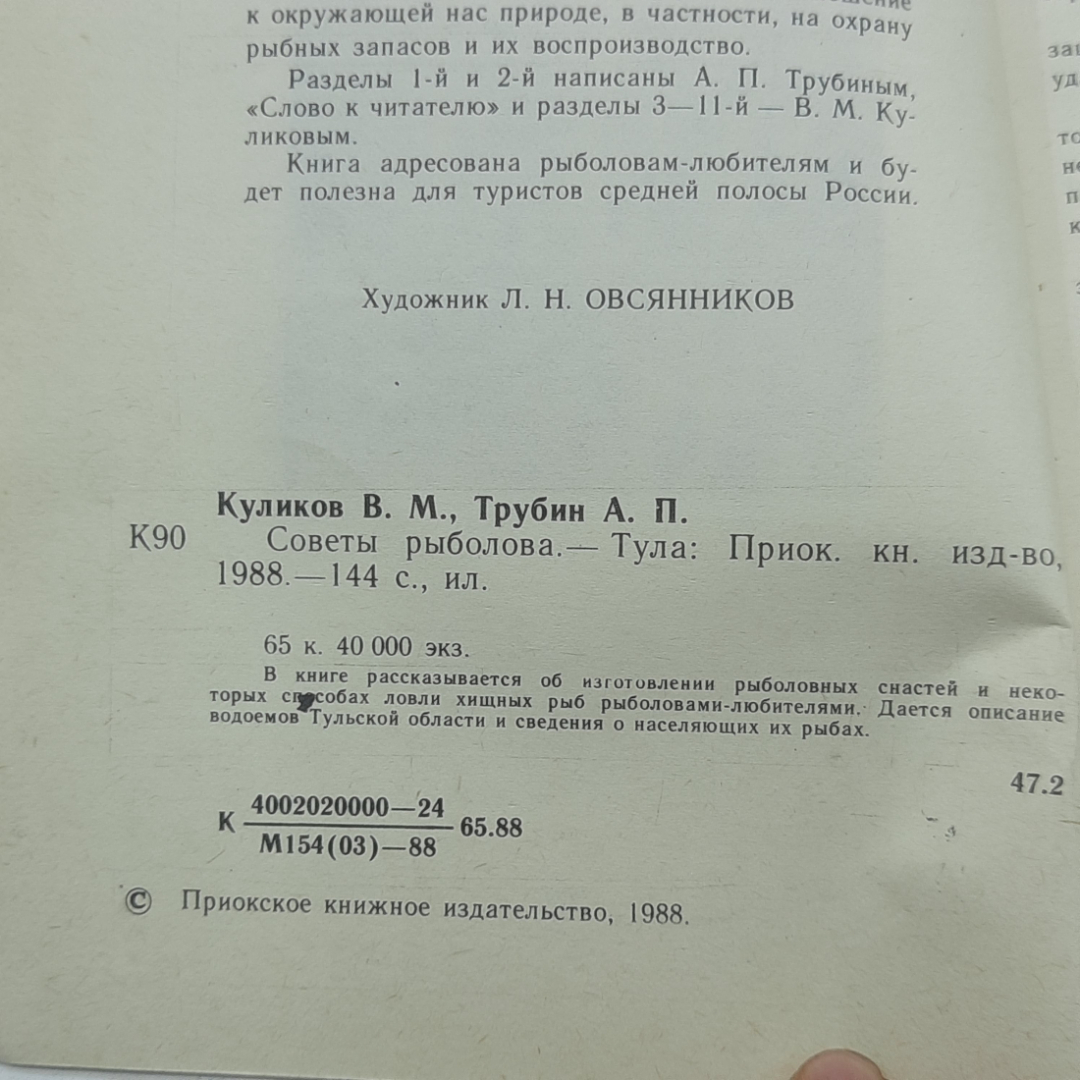 к окружающей нас природе, в частности, на охрану
рыбных запасов и их воспроизводство.
Разделы 1-й и 2-й написаны А. П. Трубиным,
«Слово к читателю» и разделы 3—11-й — В. М. Ку-
ликовым.
Книга адресована рыболовам-любителям и бу-
дет полезна для туристов средней полосы России.
Художник Л. Н. ОВСЯННИКОВ
Куликов В. М., Трубин А. П.
К90 Советы рыболова.— Тула: Приок. кн. изд-во,
1988.—144 с., ил.
65 к. 40 000 экз.
В книге рассказывается об изготовлении рыболовных снастей и неко-
торых способах ловли хищных рыб рыболовами-любителями. Дается описание
водоемов Тульской области и сведения о населяющих их рыбах.
47.2
К 4002020000—24 65.88
М154(03)—88
© Приокское книжное издательство, 1988.